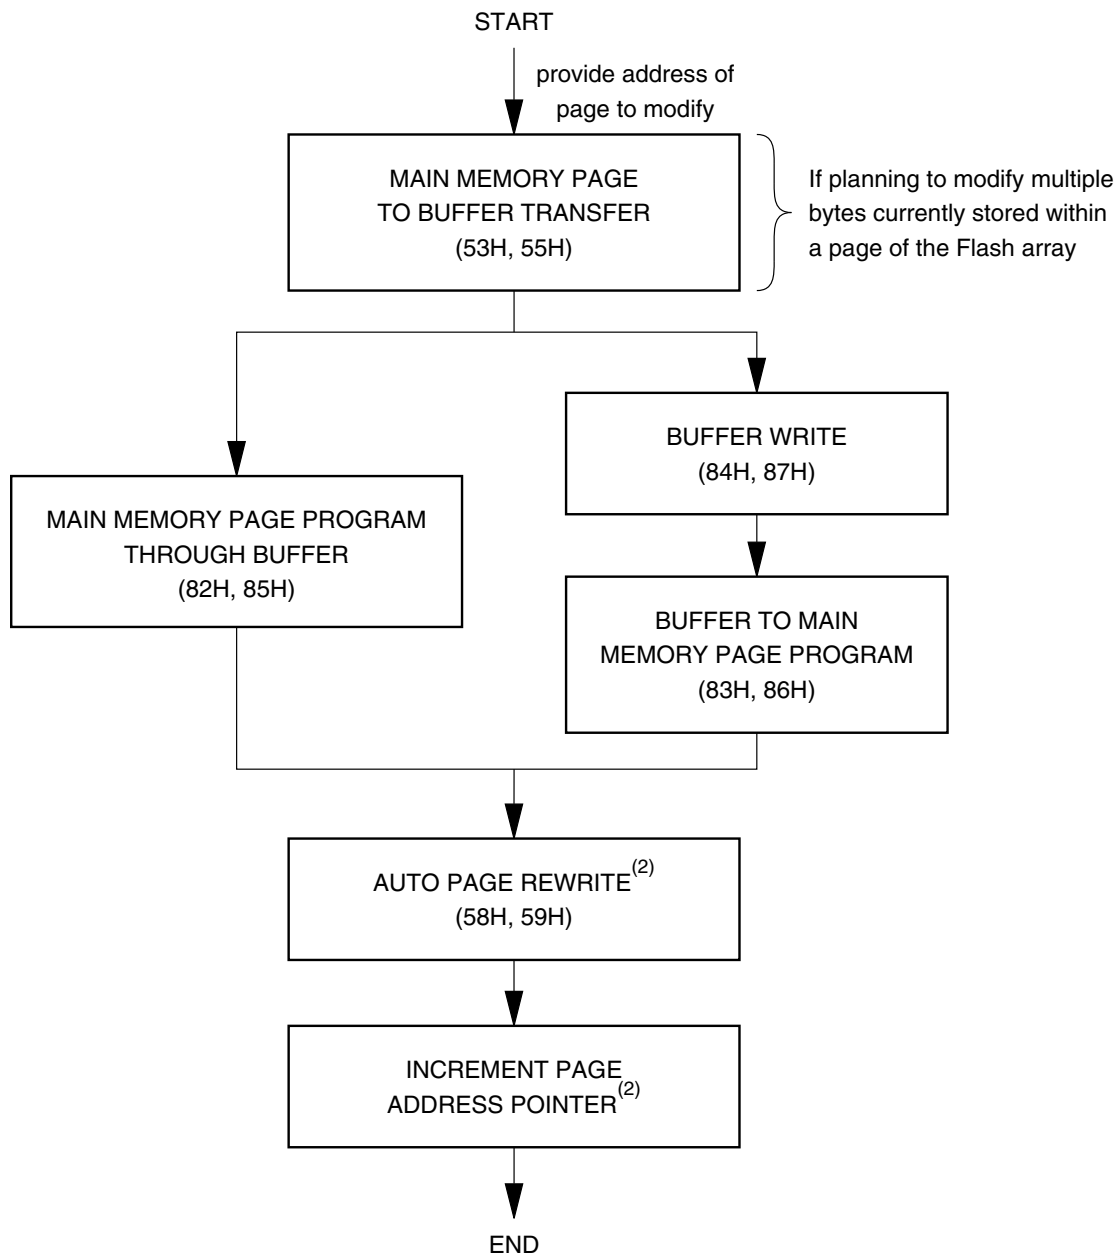 START
provide address of
page to modify
MAIN MEMORY PAGE
TO BUFFER TRANSFER
(53H, 55H)
If planning to modify multiple
bytes currently stored within
a page of the Flash array
BUFFER WRITE
(84H, 87H)
MAIN MEMORY PAGE PROGRAM
THROUGH BUFFER
(82H, 85H)
BUFFER TO MAIN
MEMORY PAGE PROGRAM
(83H, 86H)
AUTO PAGE REWRITE(2)
(58H, 59H)
INCREMENT PAGE
ADDRESS POINTER(2)
END